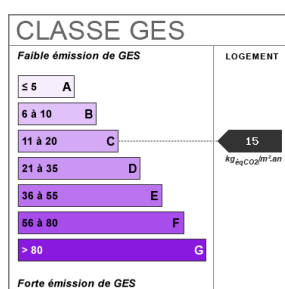 CLASSE GES
Faible émission de GES
LOGEMENT
≤ 5 A
6 à 10 B
11 à 20 C
15
kgéqCO2/m².an
21 à 35 D
36 à 55 E
56 à 80 F
> 80 G
Forte émission de GES